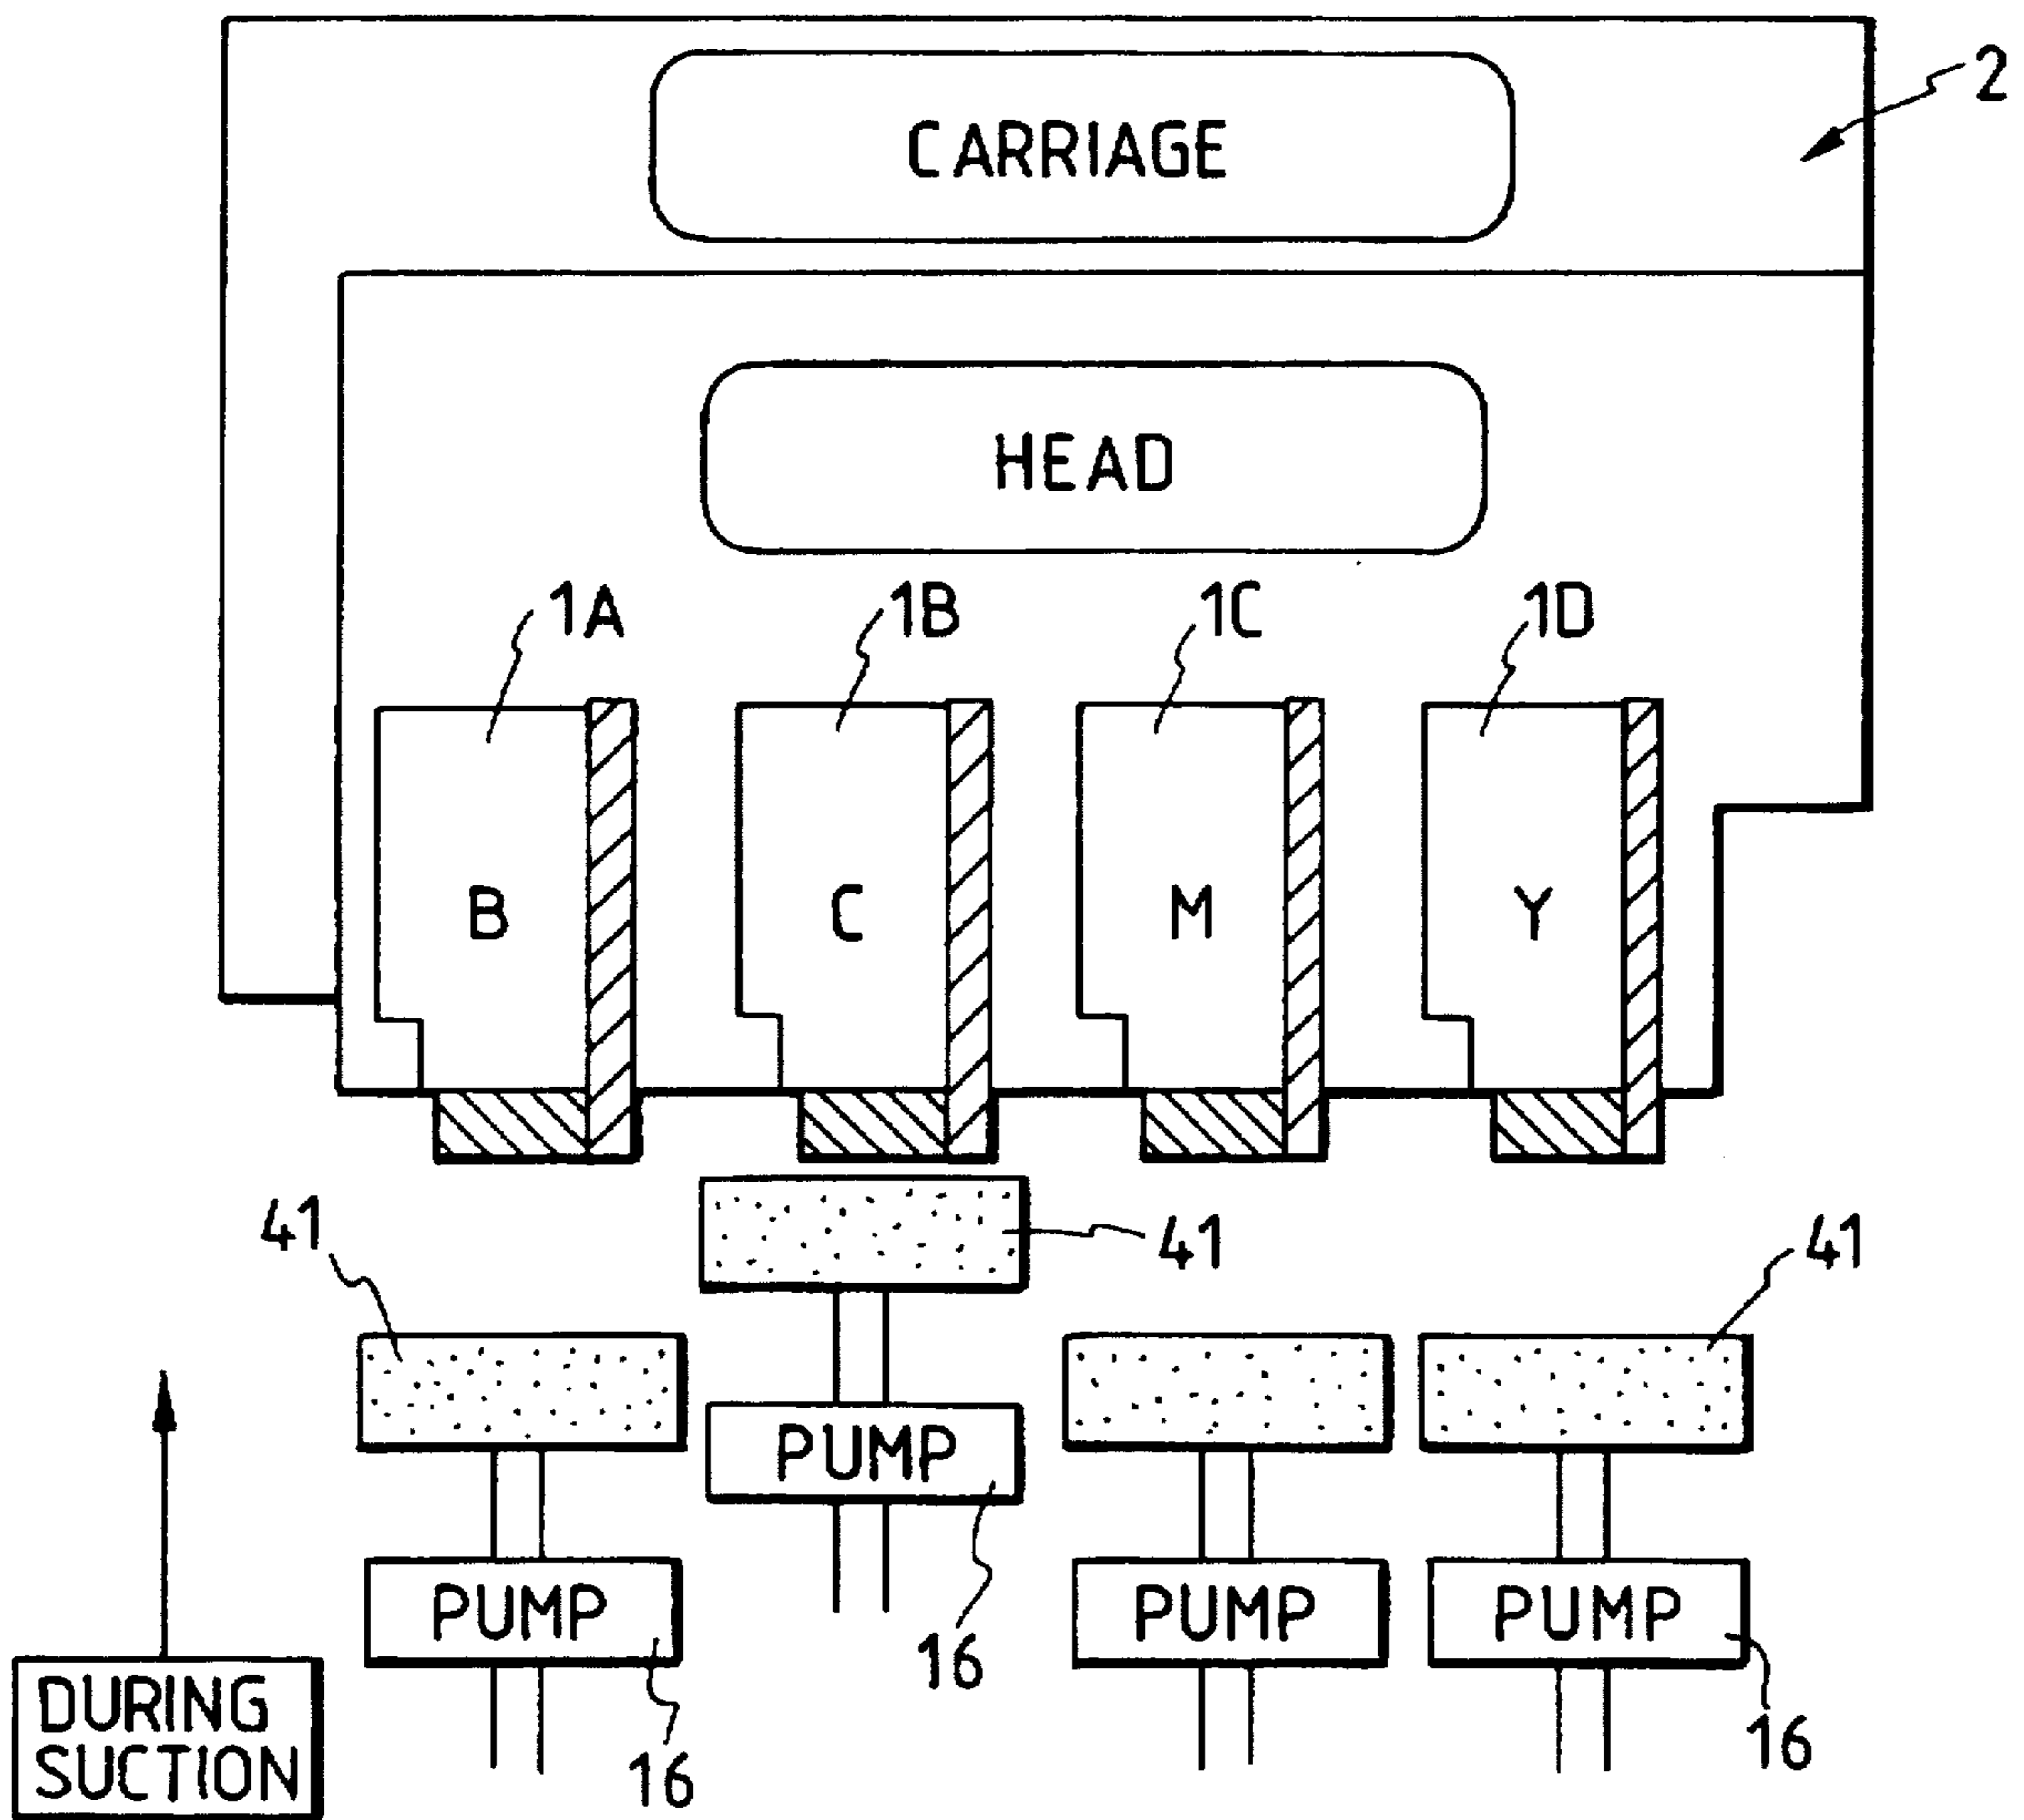 CARRIAGE
2
HEAD
1A
1B
1C
1D
B
C
M
Y
41
41
41
PUMP
PUMP
PUMP
PUMP
16
16
16
DURING
SUCTION